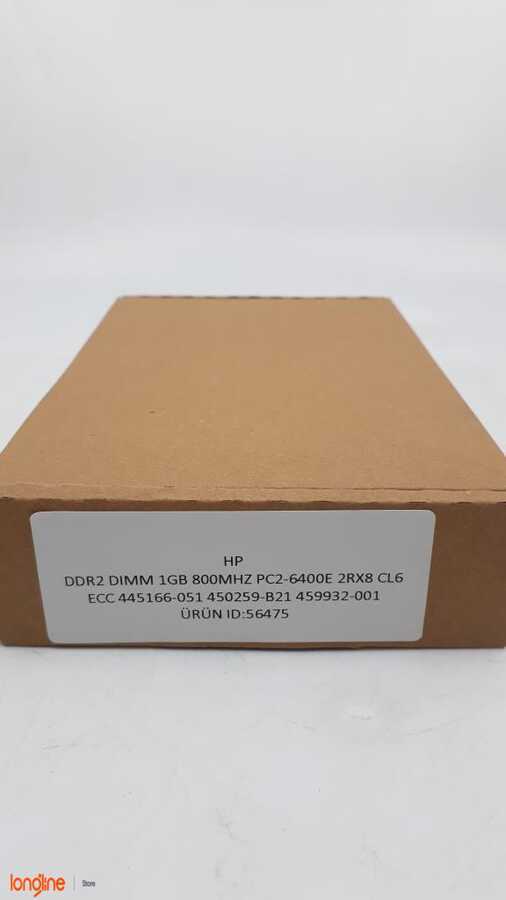 HP
DDR2 DIMM 1GB 800MHZ PC2-6400E 2RX8 CL6
ECC 445166-051 450259-B21 459932-001
ÜRÜN ID:56475
longline | Store